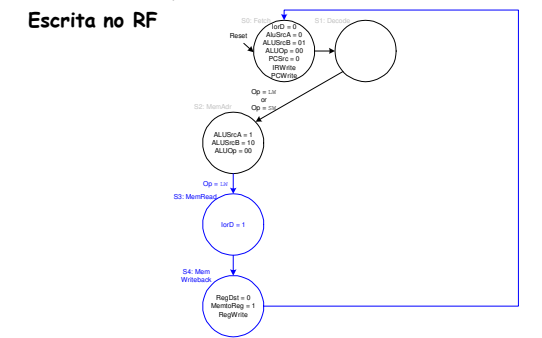 Escrita no RF
S0: Fetch
S1: Decode
Reset
IorD = 0
AluSrcA = 0
ALUSrcB = 01
ALUOp = 00
PCSrc = 0
IRWrite
PCWrite
Op = LW
or
Op = SW
S2: MemAdr
ALUSrcA = 1
ALUSrcB = 10
ALUOp = 00
Op = LW
S3: MemRead
IorD = 1
S4: Mem
Writeback
RegDst = 0
MemtoReg = 1
RegWrite